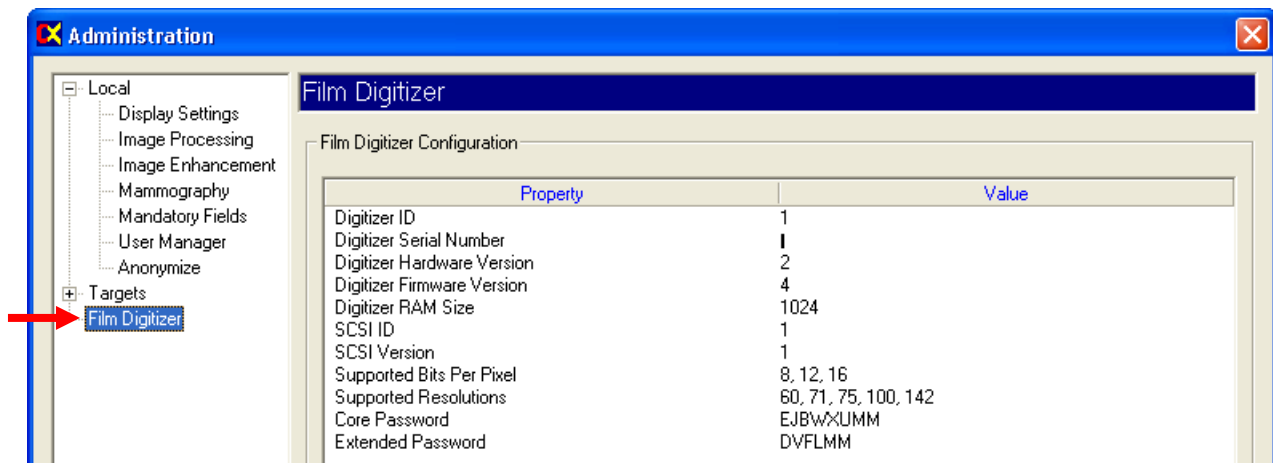 Administration
Local
Display Settings
Image Processing
Image Enhancement
Mammography
Mandatory Fields
User Manager
Anonymize
Targets
Film Digitizer
Film Digitizer
Film Digitizer Configuration
Property Value
Digitizer ID 1
Digitizer Serial Number
Digitizer Hardware Version 2
Digitizer Firmware Version 4
Digitizer RAM Size 1024
SCSI ID 1
SCSI Version 1
Supported Bits Per Pixel 8, 12, 16
Supported Resolutions 60, 71, 75, 100, 142
Core Password EJBWXUMM
Extended Password DVFLMM